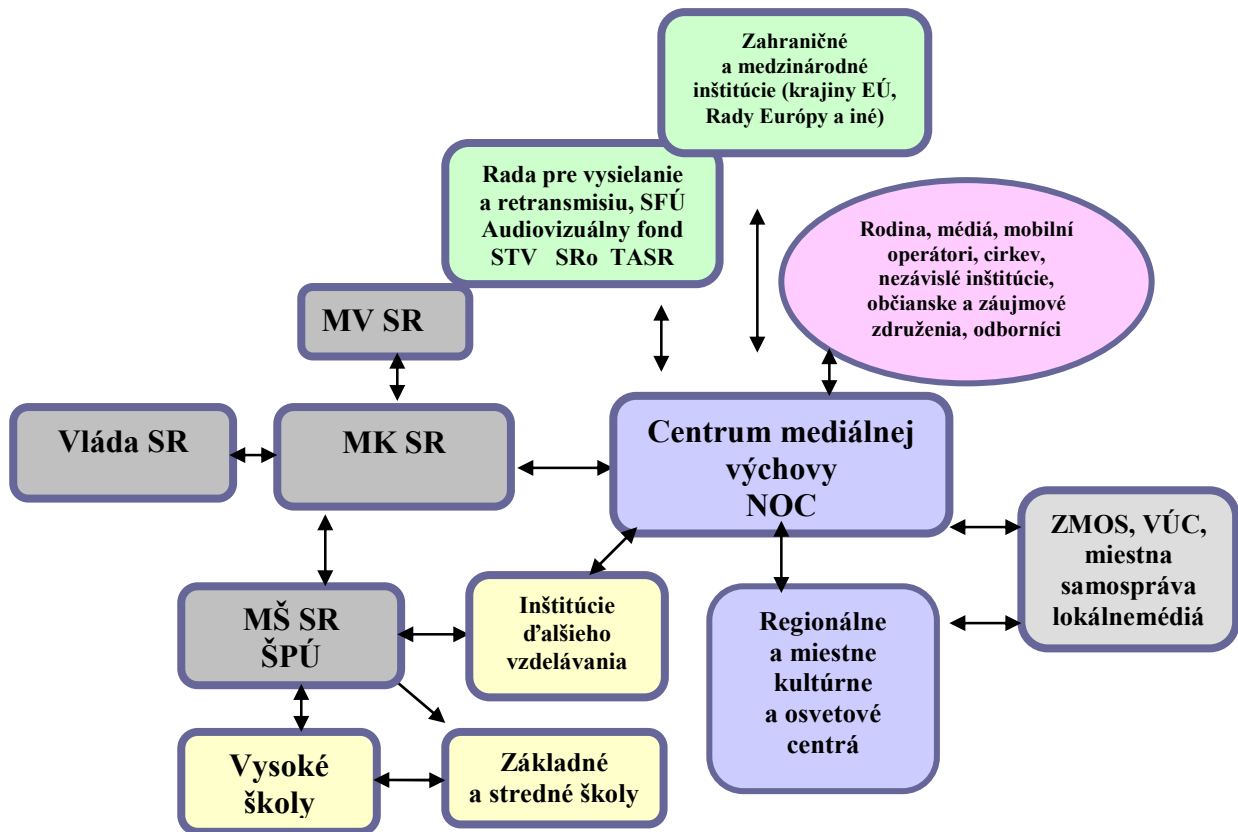 Zahraničné
a medzinárodné
inštitúcie (krajiny EÚ,
Rady Európy a iné)
Rada pre vysielanie
a retransmisiu, SFÚ
Audiovizuálny fond
STV SRo TASR
Rodina, médiá, mobilní
operátori, cirkev,
nezávislé inštitúcie,
občianske a záujmové
združenia, odborníci
MV SR
Vláda SR
MK SR
Centrum mediálnej
výchovy
NOC
ZMOS, VÚC,
miestna
samospráva
lokálnemédiá
MŠ SR
ŠPÚ
Inštitúcie
ďalšieho
vzdelávania
Regionálne
a miestne
kultúrne
a osvetové
centrá
Vysoké
školy
Základné
a stredné školy